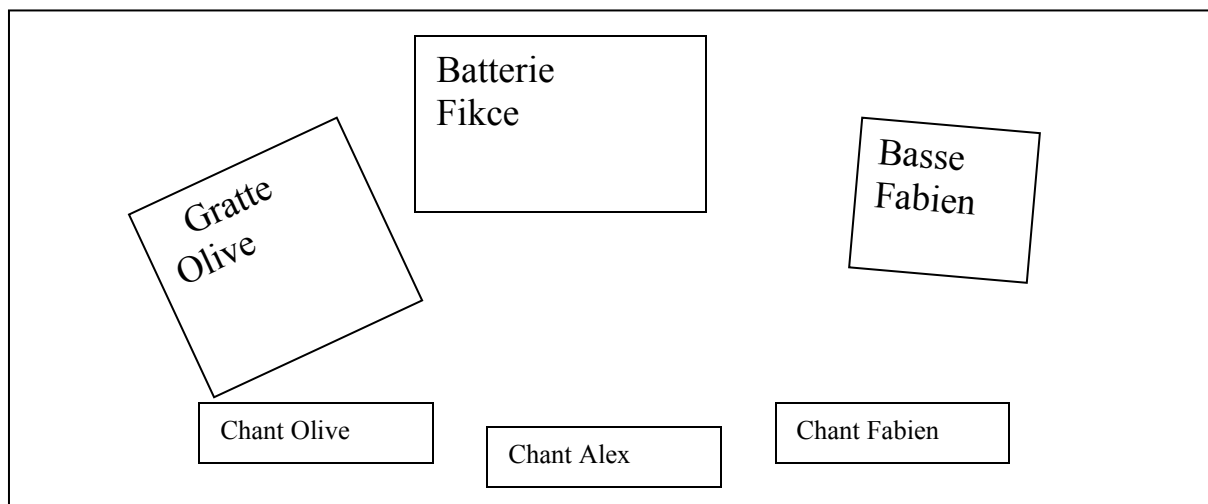 Batterie
Fikce
Gratte
Olive
Basse
Fabien
Chant Olive
Chant Alex
Chant Fabien